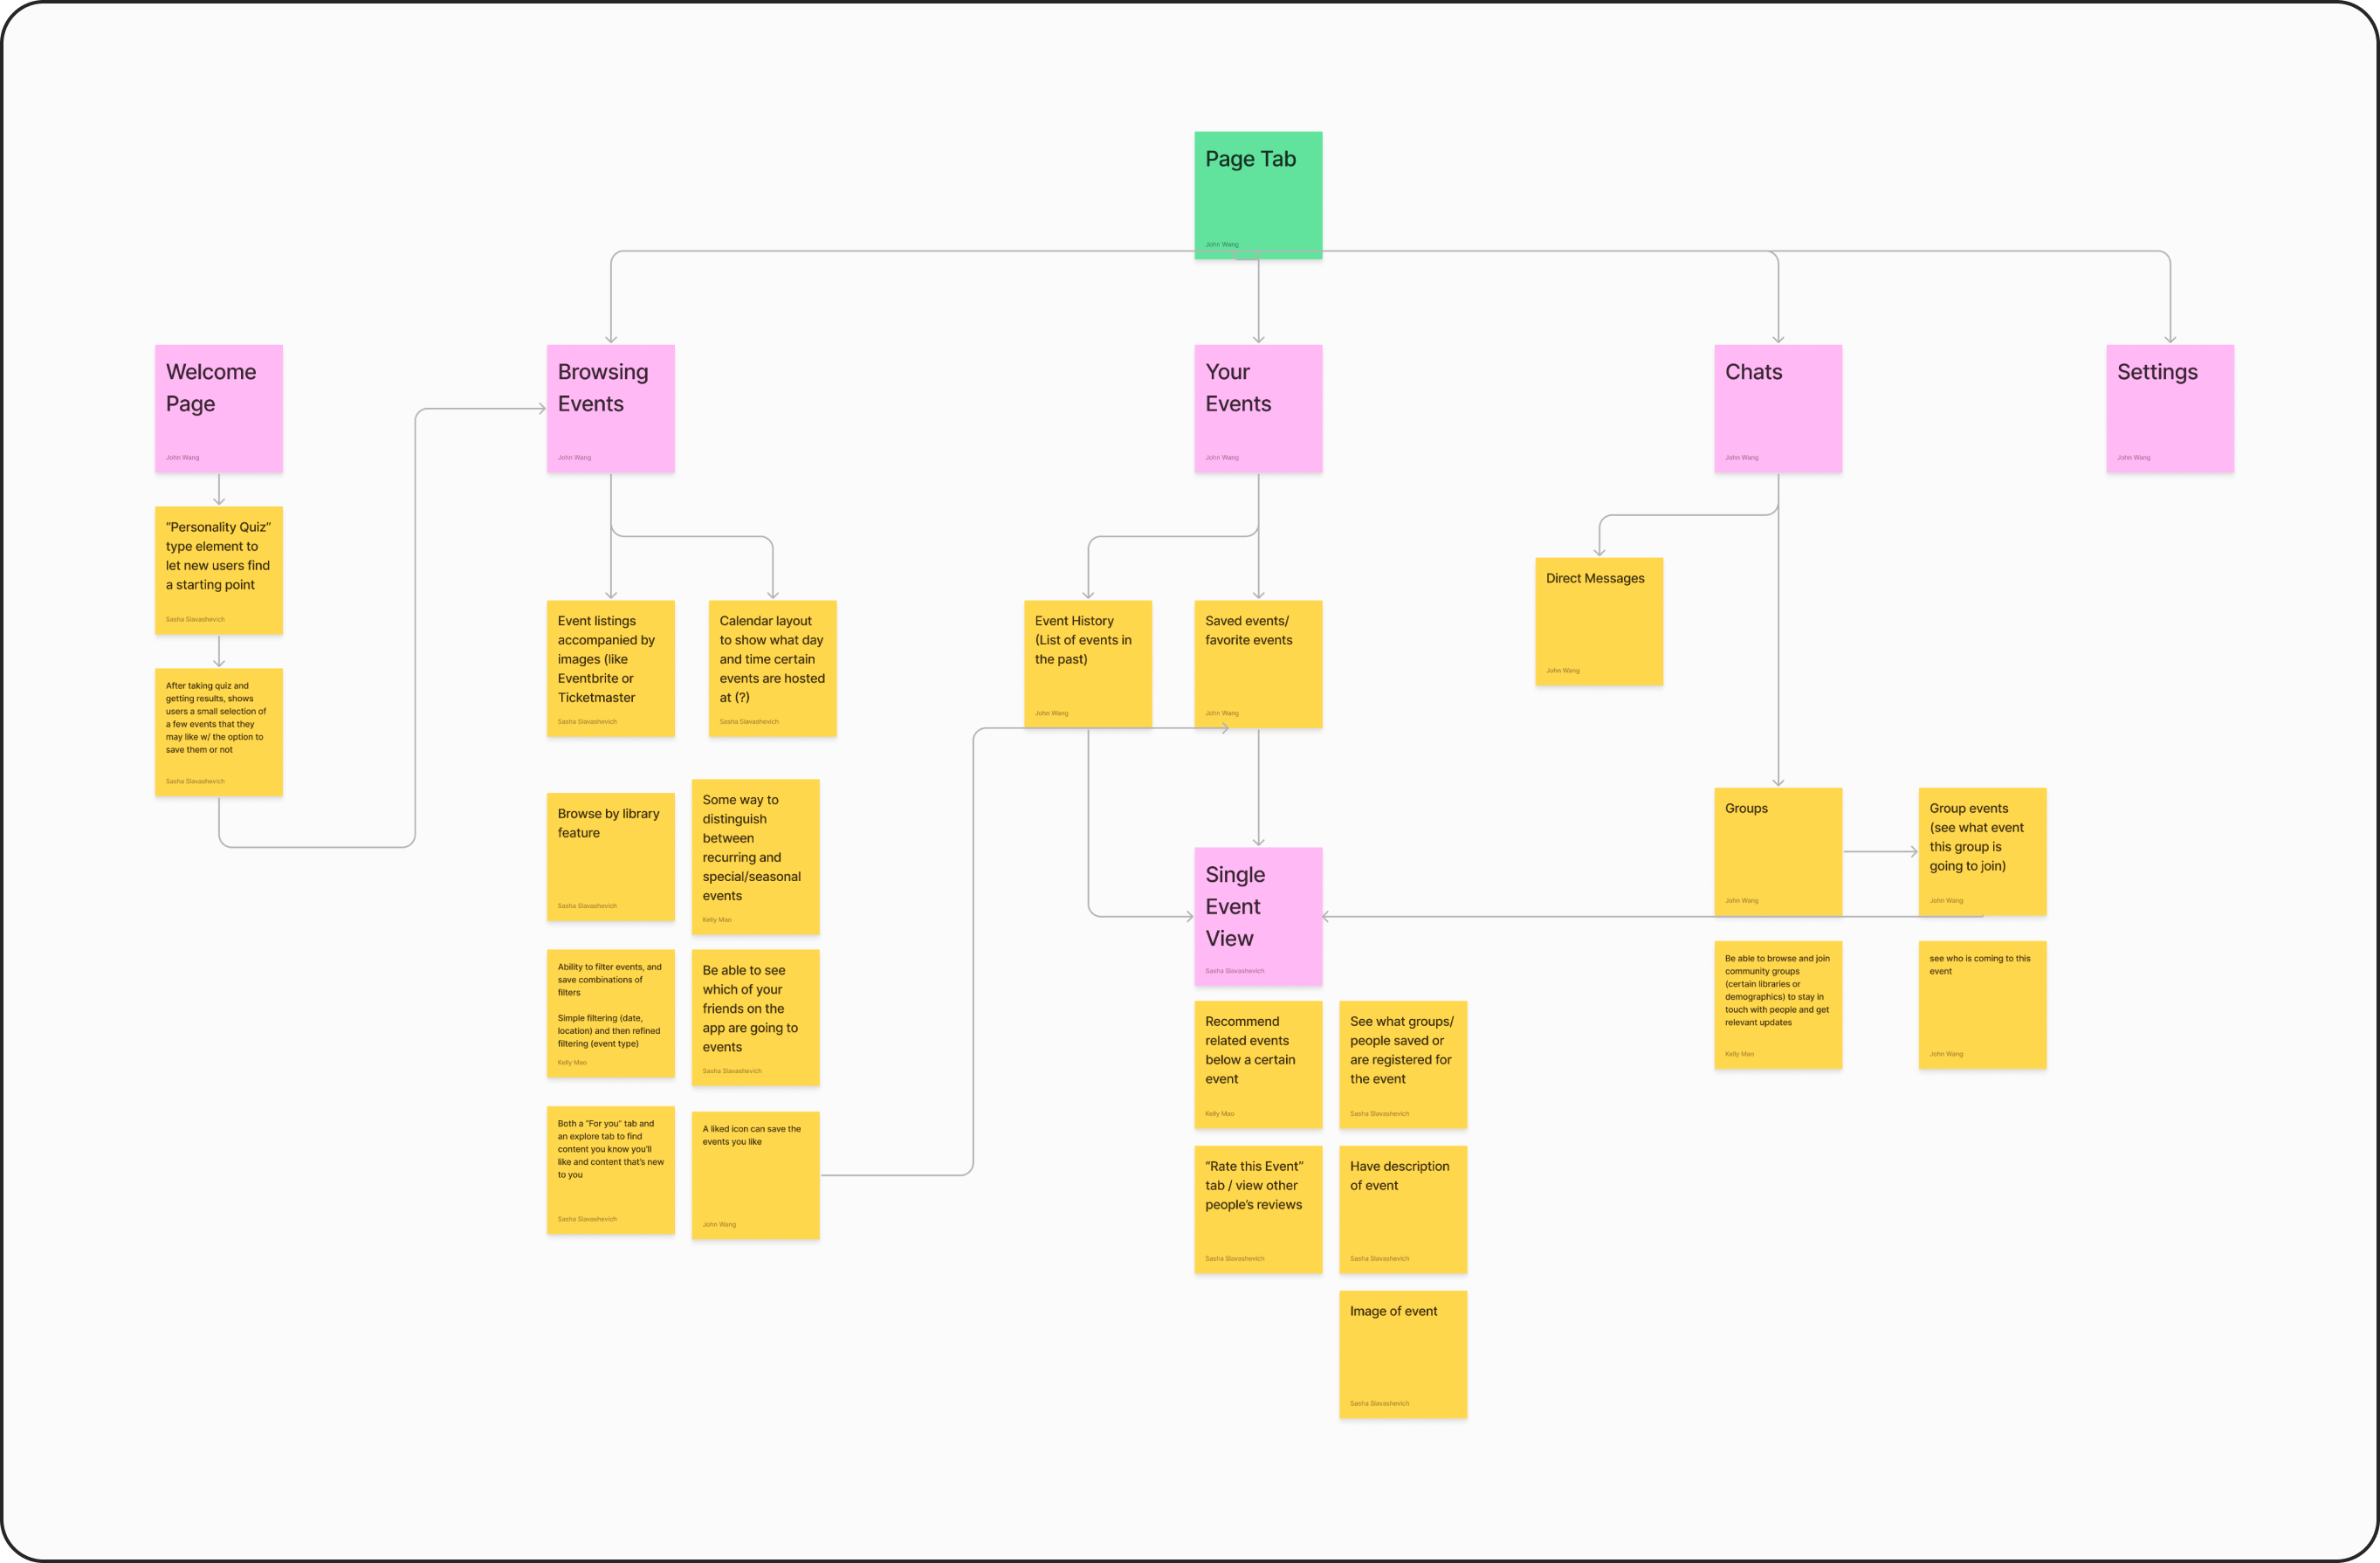 Page Tab
John Wang
Welcome
Page
John Wang
Browsing
Events
John Wang
Your
Events
John Wang
Chats
John Wang
Settings
John Wang
“Personality Quiz”
type element to
let new users find
a starting point
Sasha Slavashevich
After taking quiz and
getting results, shows
users a small selection of
a few events that they
may like w/ the option to
save them or not
Sasha Slavashevich
Event listings
accompanied by
images (like
Eventbrite or
Ticketmaster
Sasha Slavashevich
Calendar layout
to show what day
and time certain
events are hosted
at (?)
Sasha Slavashevich
Browse by library
feature
Sasha Slavashevich
Some way to
distinguish
between
recurring and
special/seasonal
events
Kelly Mao
Ability to filter events, and
save combinations of
filters
Simple filtering (date,
location) and then refined
filtering (event type)
Kelly Mao
Be able to see
which of your
friends on the
app are going to
events
Sasha Slavashevich
Both a “For you” tab and
an explore tab to find
content you know you’ll
like and content that’s new
to you
Sasha Slavashevich
A liked icon can save the
events you like
John Wang
Event History
(List of events in
the past)
John Wang
Saved events/
favorite events
John Wang
Single
Event
View
Sasha Slavashevich
Recommend
related events
below a certain
event
Kelly Mao
See what groups/
people saved or
are registered for
the event
Sasha Slavashevich
“Rate this Event”
tab / view other
people’s reviews
Sasha Slavashevich
Have description
of event
Sasha Slavashevich
Image of event
Sasha Slavashevich
Direct Messages
John Wang
Groups
John Wang
Group events
(see what event
this group is
going to join)
John Wang
Be able to browse and join
community groups
(certain libraries or
demographics) to stay in
touch with people and get
relevant updates
Kelly Mao
see who is coming to this
event
John Wang